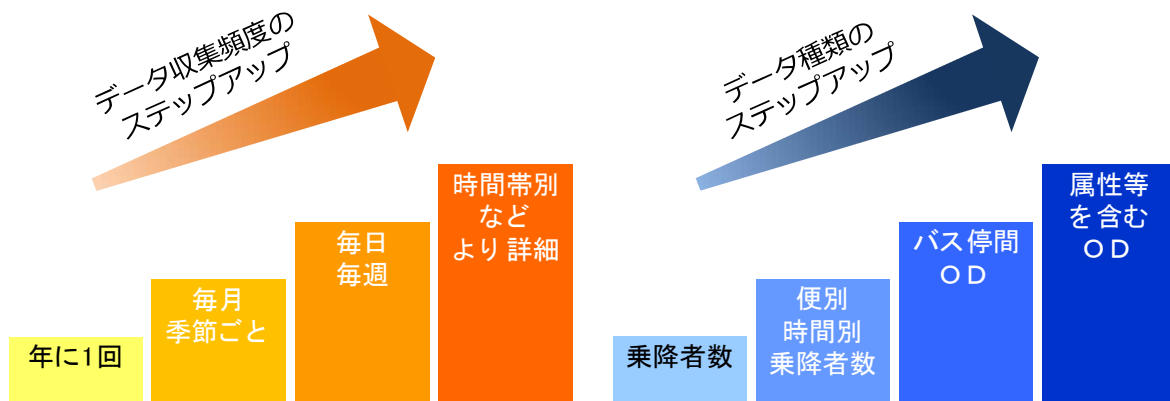 データ収集頻度の
ステップアップ
時間帯別
など
より詳細
毎日
毎週
毎月
季節ごと
年に1回
データ種類の
ステップアップ
属性等
を含む
ＯＤ
バス停間
ＯＤ
便別
時間別
乗降者数
乗降者数